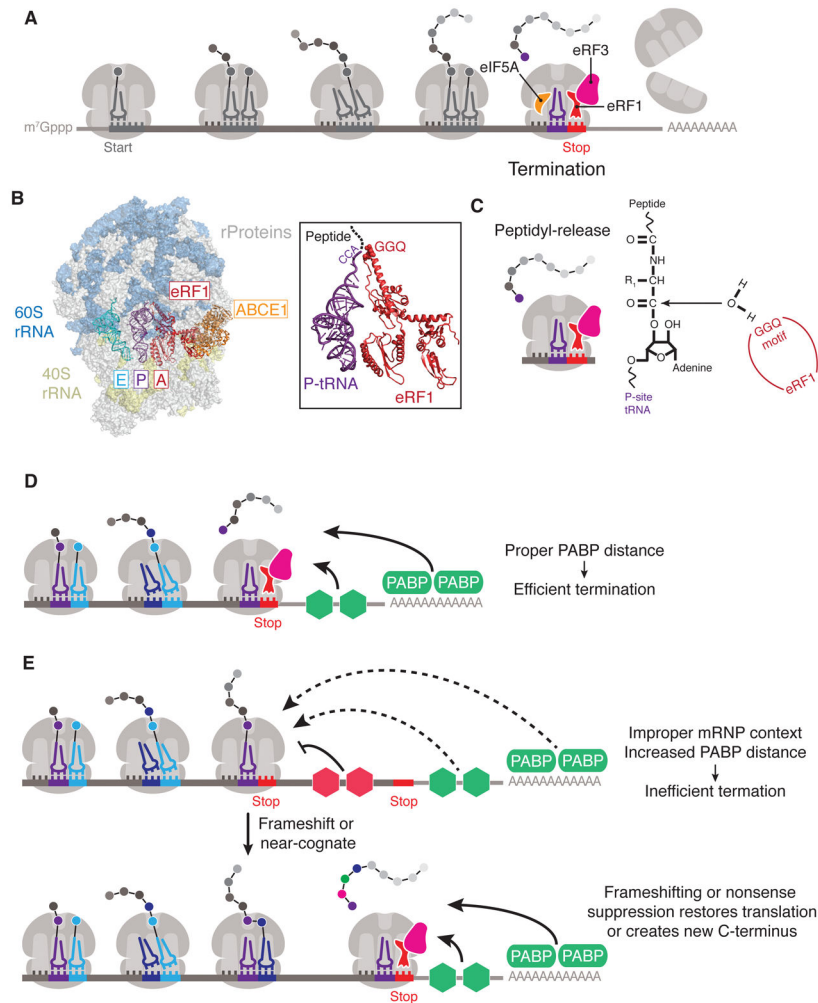 A
eRF3
eIF5A
eRF1
m⁷Gppp
AAAAAAAAA
Start
Stop
Termination
B
rProteins
eRF1
ABCE1
60S
rRNA
E P A
40S
rRNA
Peptide
CCA
GGQ
P-tRNA
eRF1
C
Peptidyl-release
Peptide
O
C
NH
R₁
CH
O
C
O
H
H
O
OH
O
O
Adenine
P-site
tRNA
GGQ
motif
eRF1
D
PABP PABP
AAAAAAAAAAAA
Stop
Proper PABP distance
Efficient termination
E
PABP PABP
AAAAAAAAAAAA
Stop
Stop
Improper mRNP context
Increased PABP distance
Inefficient termation
Frameshift or
near-cognate
PABP PABP
AAAAAAAAAAAA
Stop
Frameshifting or nonsense
suppression restores translation
or creates new C-terminus